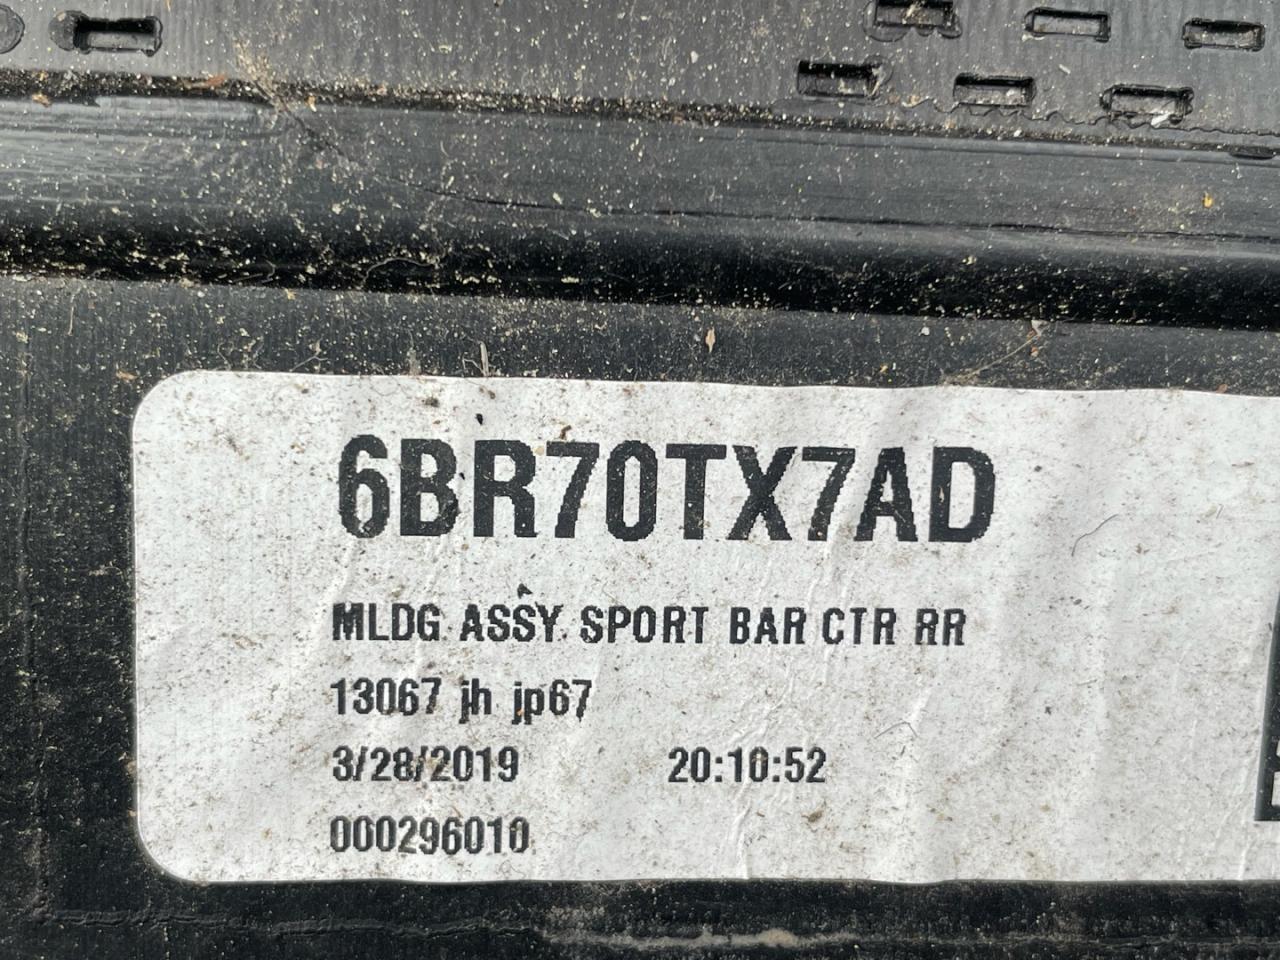 6BR70TX7AD
MLDG ASSY SPORT BAR CTR RR
13067 jh jp67
3/28/2019 20:10:52
000296010